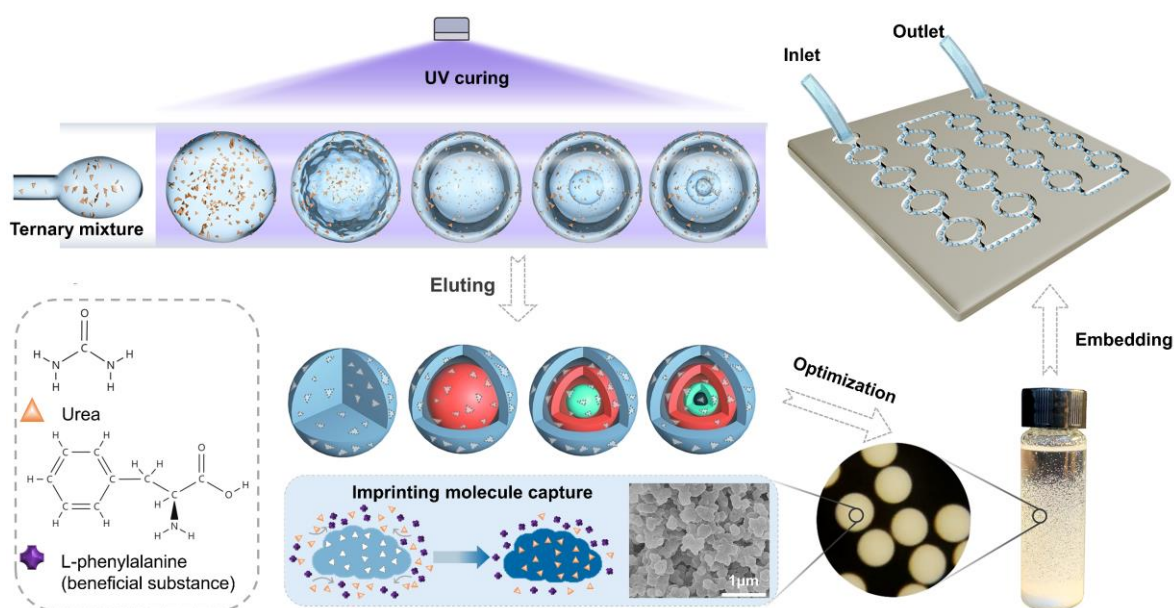 UV curing
Inlet
Outlet
Ternary mixture
Eluting
Embedding
Optimization
O
C
H
N
N
H
H
H
Urea
H
H
H
H
H
H
H
H
O
C
O
H
H
N
H
H
L-phenylalanine
(beneficial substance)
Imprinting molecule capture
1μm